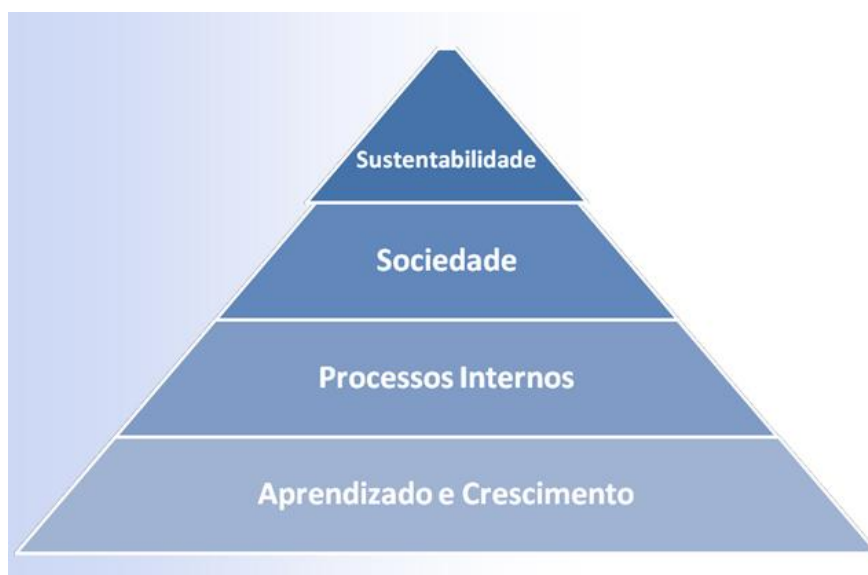 Sustentabilidade
Sociedade
Processos Internos
Aprendizado e Crescimento